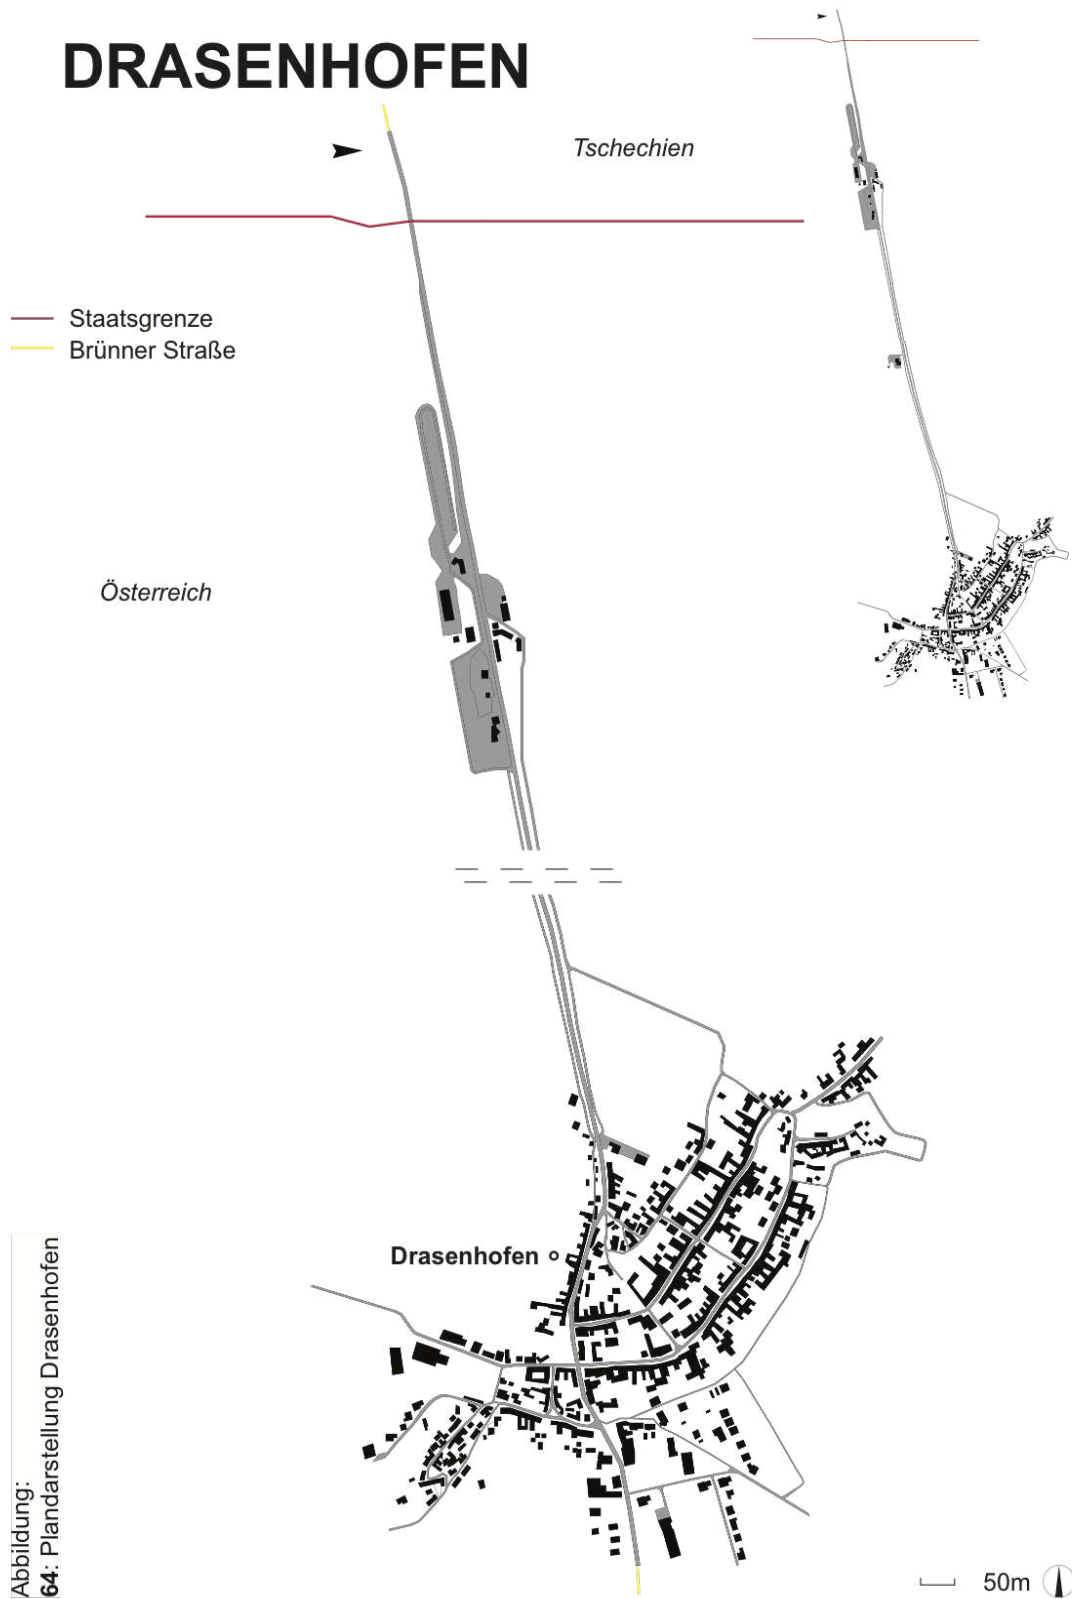 DRASENHOFEN
Tschechien
Staatsgrenze
Brünner Straße
Österreich
Drasenhofen
Abbildung:
64: Plandarstellung Drasenhofen
50m